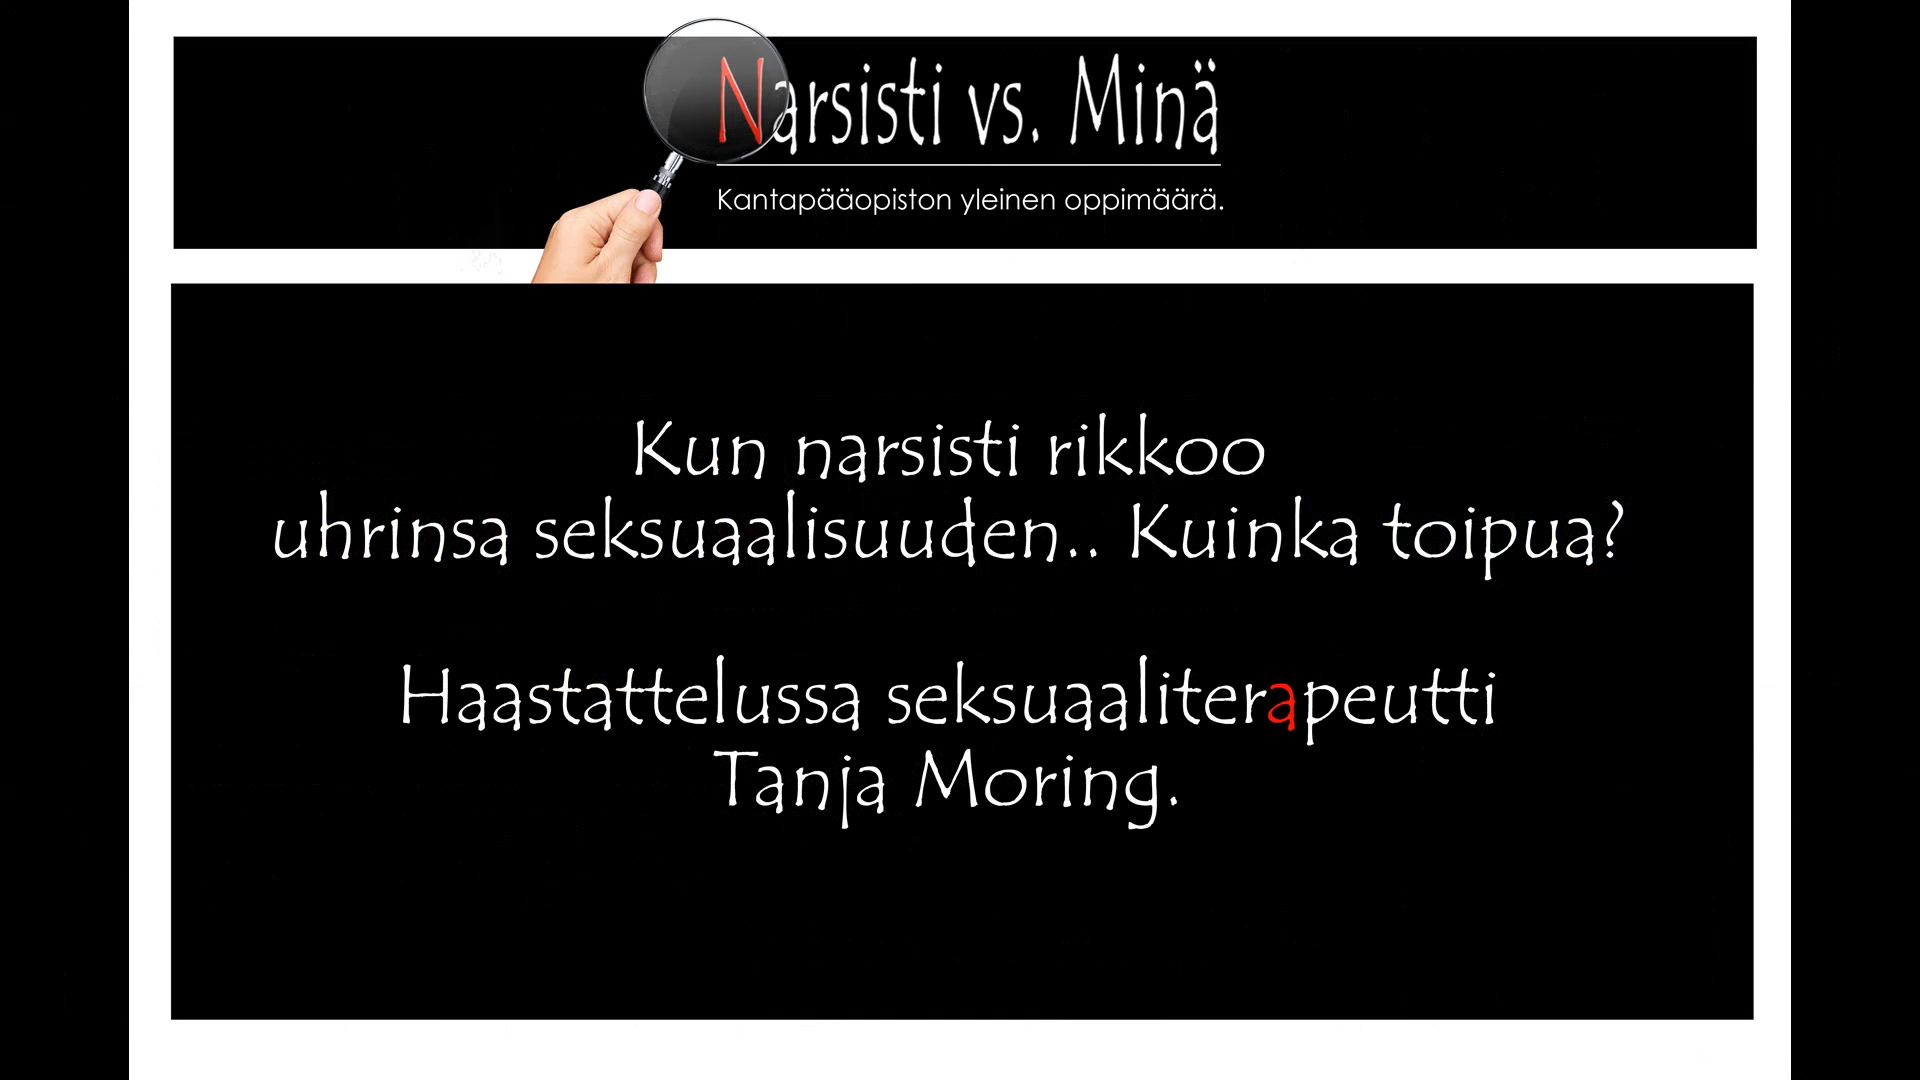 Narsisti vs. Minä
Kantapääopiston yleinen oppimäärä.
Kun narsisti rikkoo
uhrinsa seksuaalisuuden.. Kuinka toipua?
Haastattelussa seksuaaliterapeutti
Tanja Moring.